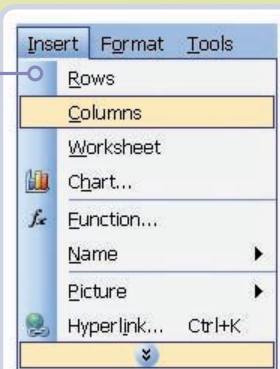 Insert Format Tools
Rows
Columns
Worksheet
Chart...
Function...
Name
Picture
Hyperlink... Ctrl+K